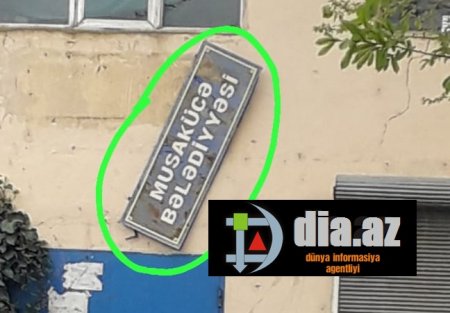 MUSAKÜCƏ
BƏLƏDİYYƏSİ
dia.az
dünya informasiya
agentliyi